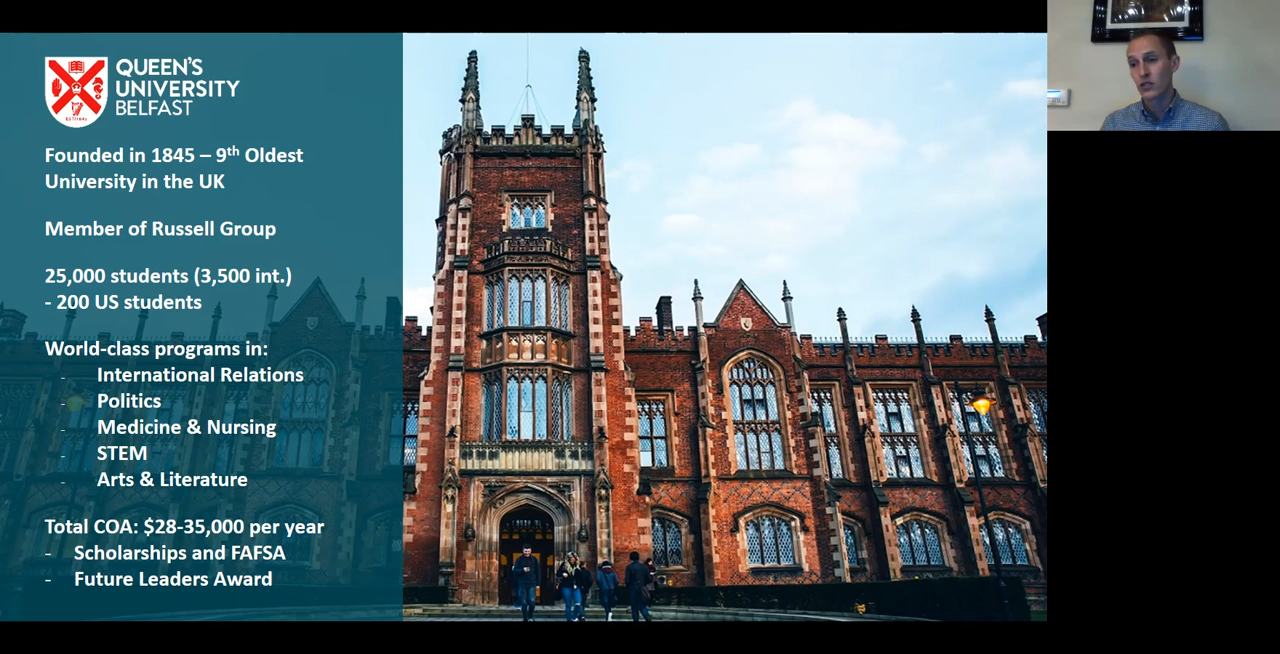 QUEEN'S
UNIVERSITY
BELFAST
Founded in 1845 – 9th Oldest
University in the UK
Member of Russell Group
25,000 students (3,500 int.)
- 200 US students
World-class programs in:
- International Relations
- Politics
- Medicine & Nursing
- STEM
- Arts & Literature
Total COA: $28-35,000 per year
- Scholarships and FAFSA
- Future Leaders Award